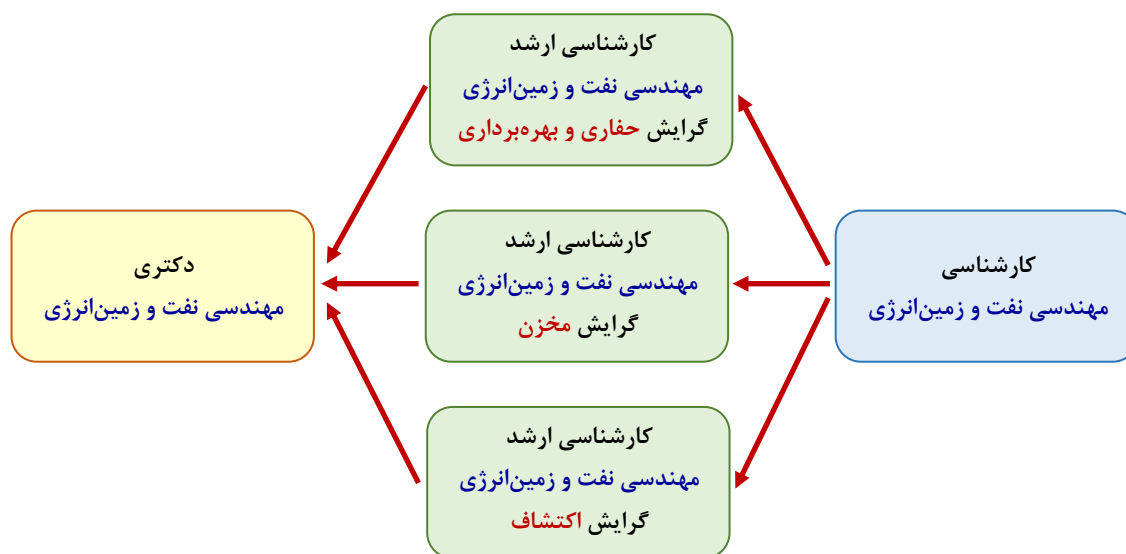 کارشناسی
مهندسی نفت و زمین‌انرژی
کارشناسی ارشد
مهندسی نفت و زمین‌انرژی
گرایش حفاری و بهره‌برداری
کارشناسی ارشد
مهندسی نفت و زمین‌انرژی
گرایش مخزن
کارشناسی ارشد
مهندسی نفت و زمین‌انرژی
گرایش اکتشاف
دکتری
مهندسی نفت و زمین‌انرژی